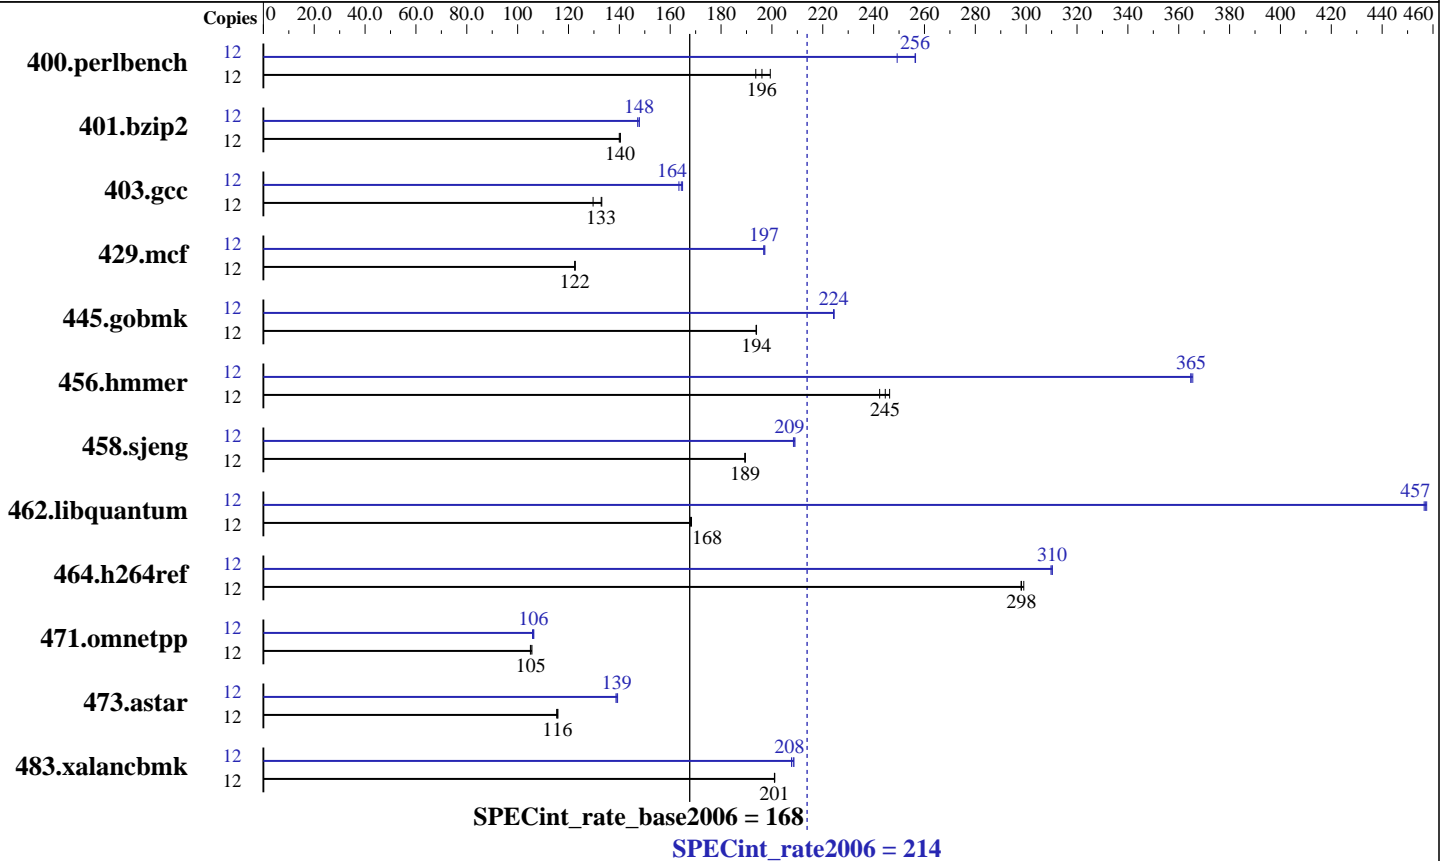 Copies 0 20.0 40.0 60.0 80.0 100 120 140 160 180 200 220 240 260 280 300 320 340 360 380 400 420 440 460
400.perlbench 12 256
12 196
401.bzip2 12 148
12 140
403.gcc 12 164
12 133
429.mcf 12 197
12 122
445.gobmk 12 224
12 194
456.hmmer 12 365
12 245
458.sjeng 12 209
12 189
462.libquantum 12 457
12 168
464.h264ref 12 310
12 298
471.omnetpp 12 106
12 105
473.astar 12 139
12 116
483.xalancbmk 12 208
12 201
SPECint_rate_base2006 = 168
SPECint_rate2006 = 214